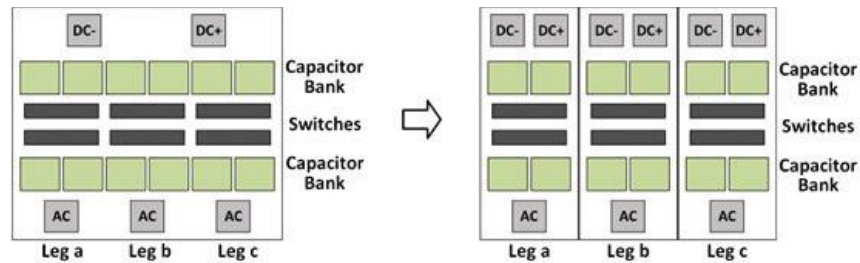 DC- DC+
Capacitor
Bank
Switches
Capacitor
Bank
AC AC AC
Leg a Leg b Leg c
DC- DC+ DC- DC+ DC- DC+
Capacitor
Bank
Switches
Capacitor
Bank
AC AC AC
Leg a Leg b Leg c